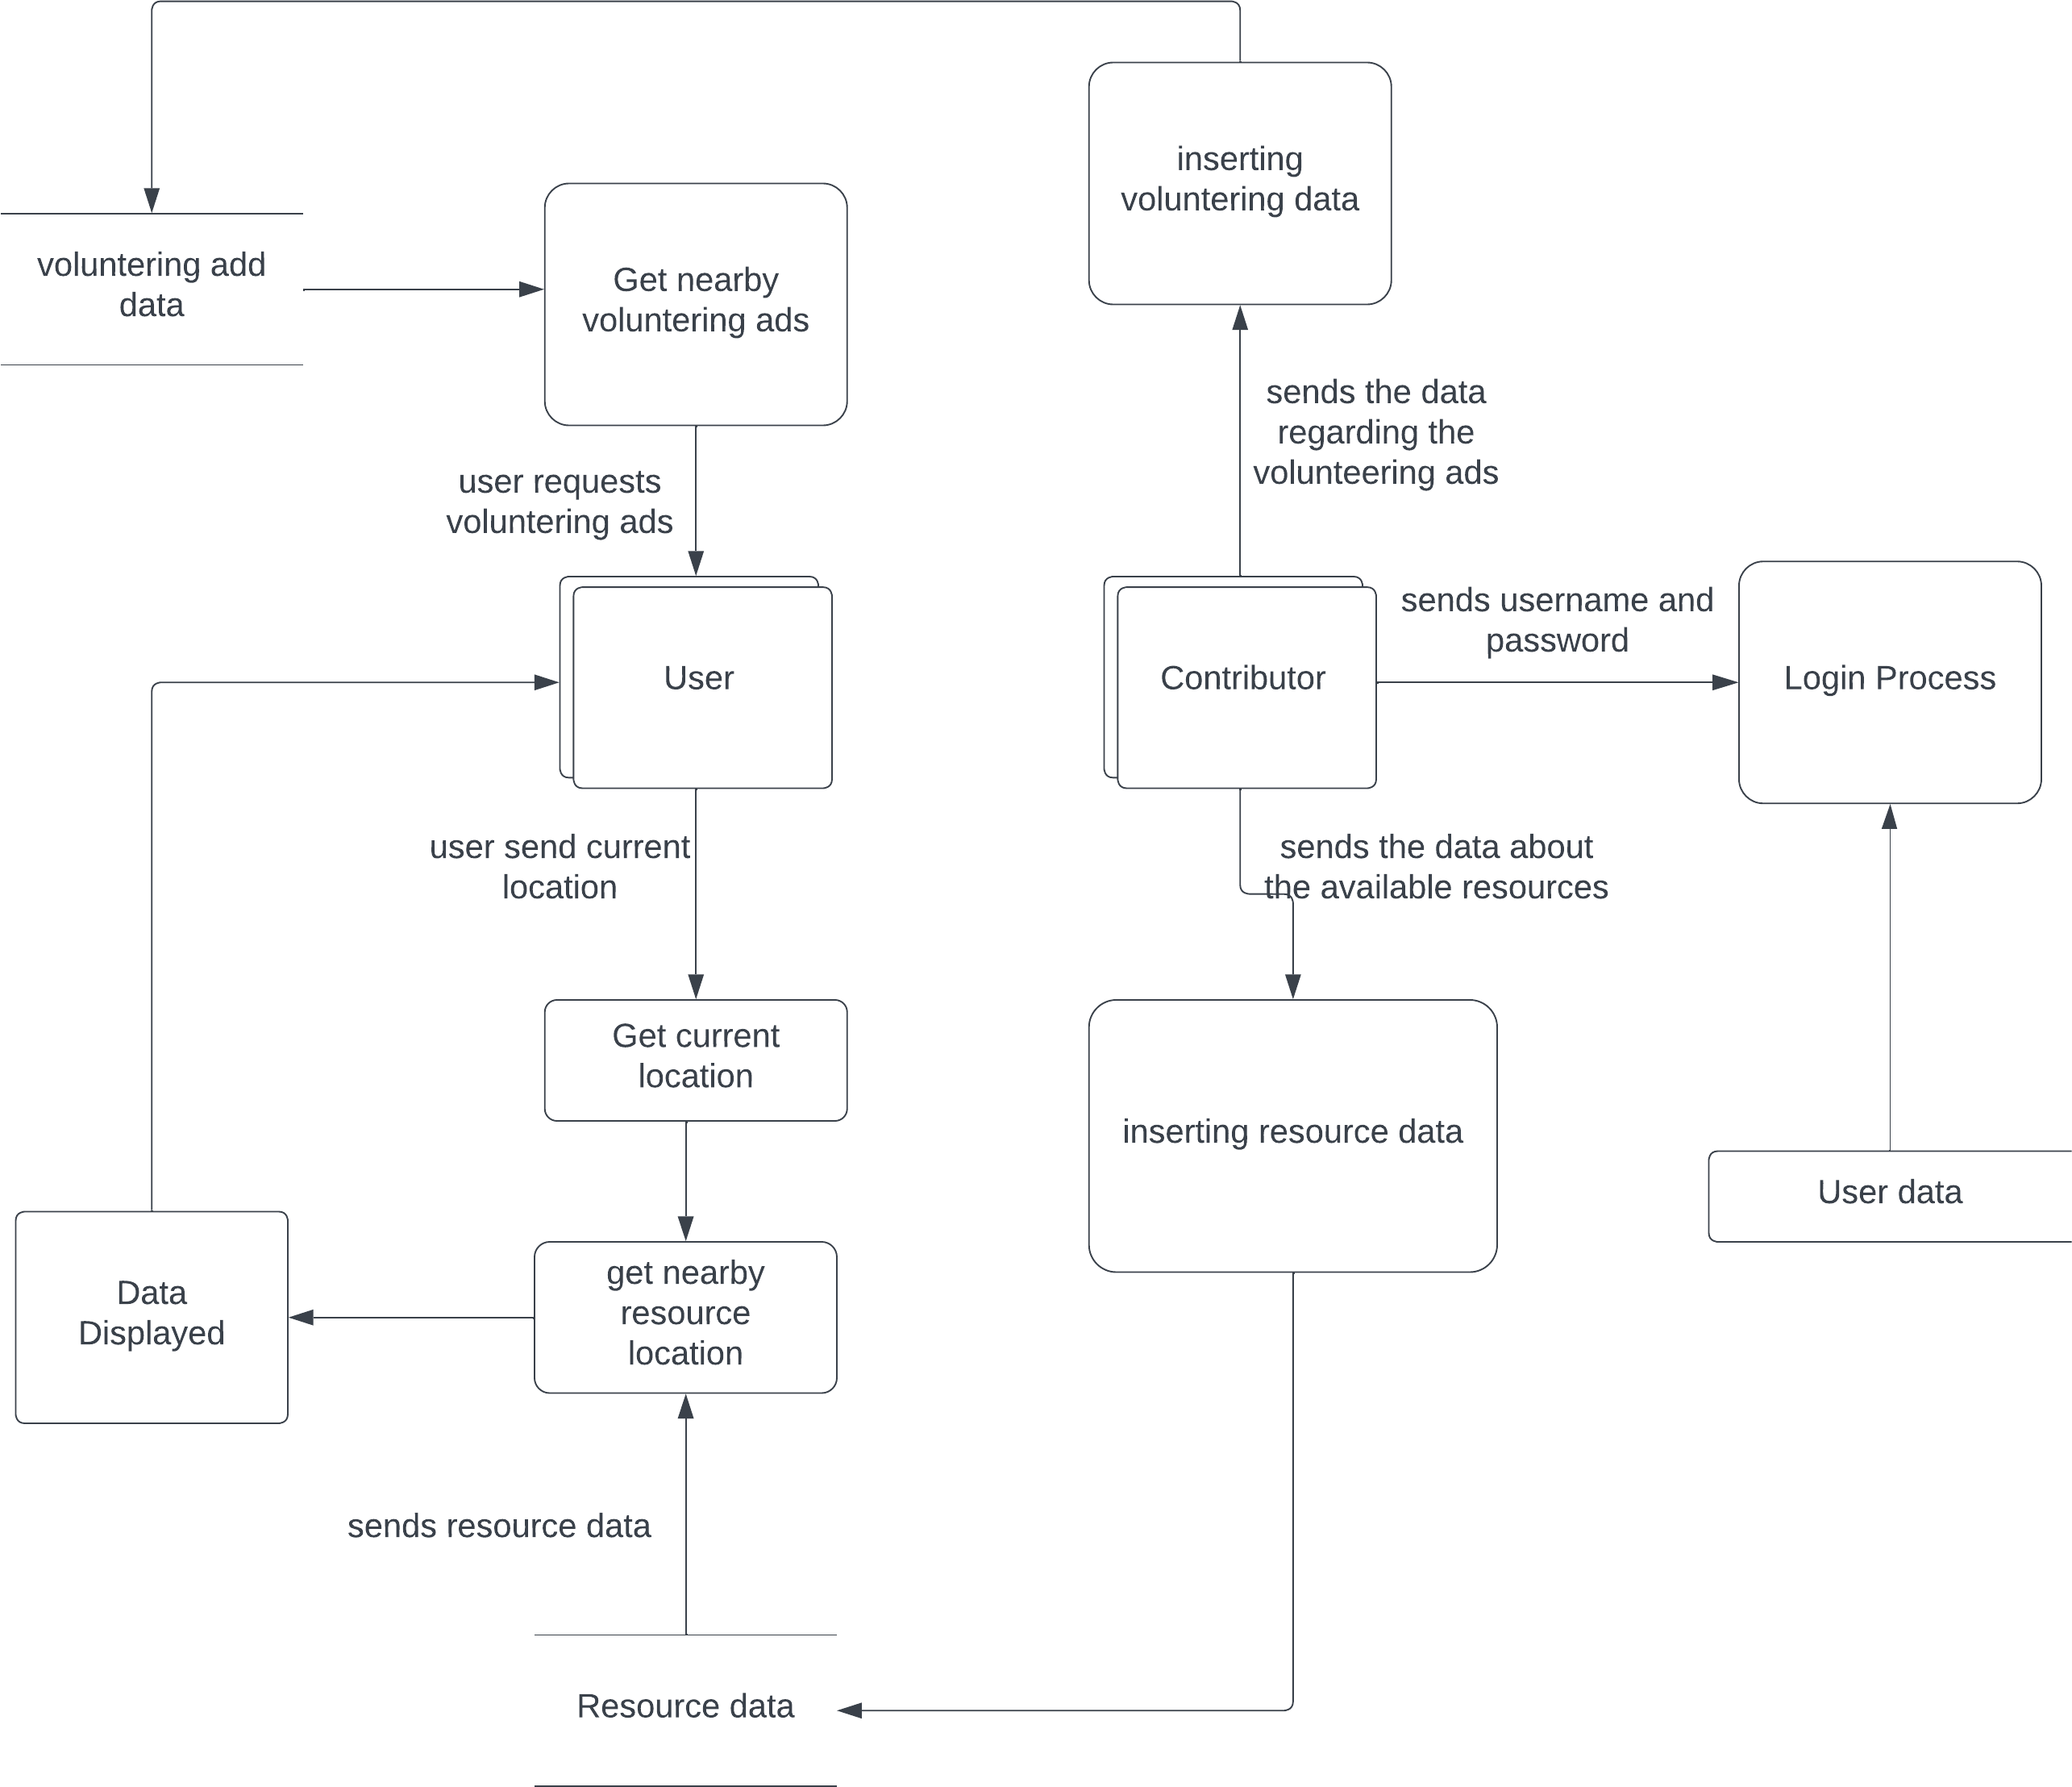 inserting
voluntering data
voluntering add
data
Get nearby
voluntering ads
sends the data
regarding the
volunteering ads
user requests
voluntering ads
User
Contributor
sends username and
password
Login Process
user send current
location
sends the data about
the available resources
Get current
location
inserting resource data
User data
get nearby
resource
location
Data
Displayed
sends resource data
Resource data